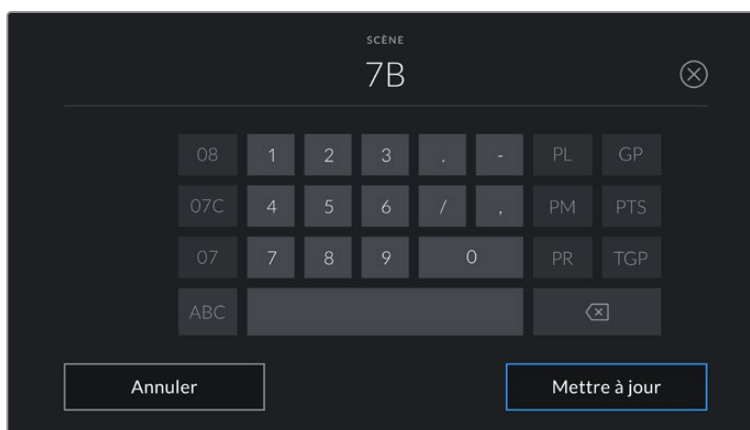 SCÈNE
7B
08 1 2 3 . - PL GP
07C 4 5 6 / , PM PTS
07 7 8 9 0 PR TGP
ABC
Annuler Mettre à jour